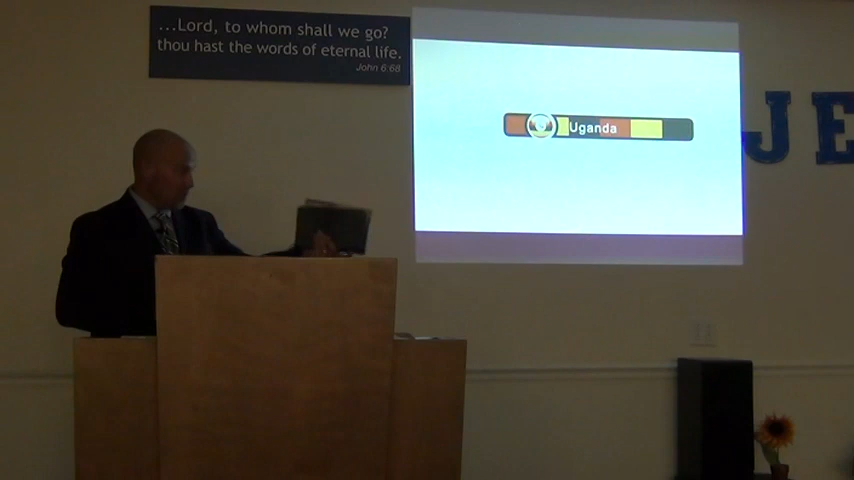 ...Lord, to whom shall we go?
thou hast the words of eternal life.
John 6:68
Uganda
JE